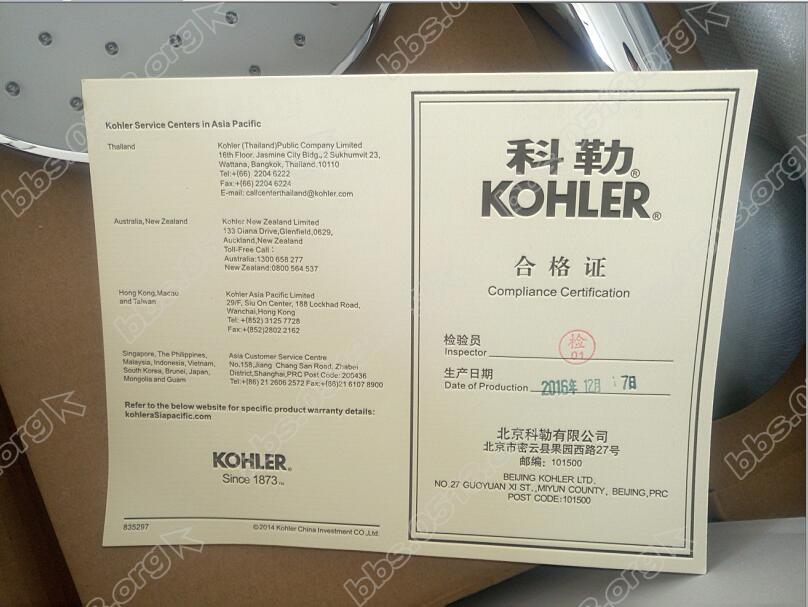 Kohler Service Centers in Asia Pacific
Thailand
Kohler (Thailand)Public Company Limited
16th Floor, Jasmine City Bldg., 2 Sukhumvit 23,
Wattana, Bangkok, Thailand.10110
Tel:+(66) 2204 6222
Fax:+(66) 2204 6224
E-mail: callcenterthailand@kohler.com
Australia, New Zealand
Kohler New Zealand Limited
133 Diana Drive,Glenfield,0629,
Auckland,New Zealand
Toll-Free Call：
Australia:1300 658 277
New Zealand:0800 564 537
Hong Kong,Macau
and Taiwan
Kohler Asia Pacific Limited
29/F, Siu On Center, 188 Lockhad Road,
Wanchai,Hong Kong
Tel: +(852) 3125 7728
Fax:+(852)2802 2162
Singapore, The Philippines,
Malaysia, Indonesia, Vietnam,
South Korea, Brunei, Japan,
Mongolia and Guam
Asia Customer Service Centre
No.158,Jiang Chang San Road, Zhabei
District,Shanghai,PRC Post Code: 200436
Tel:+(86) 21 2606 2572 Fax:+(86)21 6107 8900
Refer to the below website for specific product warranty details:
kohlerasiapacific.com
KOHLER®
Since 1873™
835297
©2014 Kohler China Investment CO.,Ltd.
科勒®
KOHLER®
合格证
Compliance Certification
检验员
Inspector
检
01
生产日期
Date of Production
2016年 12月 7日
北京科勒有限公司
北京市密云县果园西路27号
邮编：101500
BEIJING KOHLER LTD.
NO.27 GUOYUAN XI ST.,MIYUN COUNTY, BEIJING,PRC
POST CODE:101500